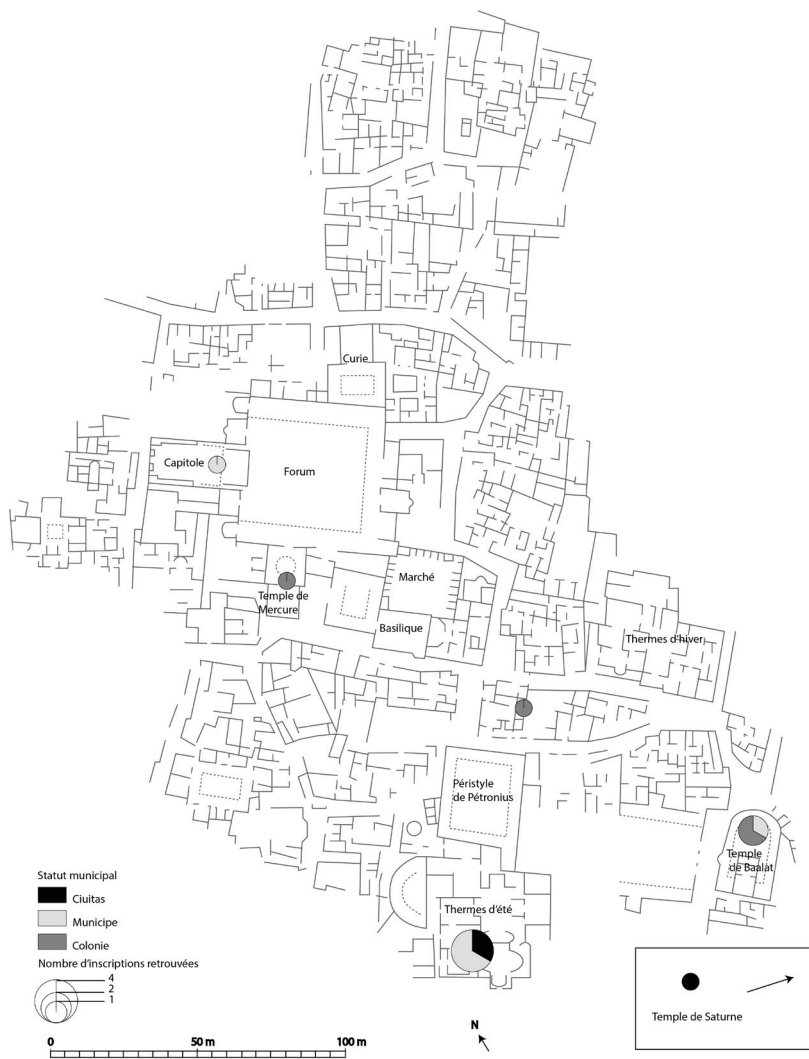 Curie
Capitole
Forum
Marché
Temple de
Mercure
Basilique
Thermes d'hiver
Péristyle
de Pétronius
Temple
de Baalat
Statut municipal
Ciuitas
Municipe
Colonie
Thermes d'été
Nombre d'inscriptions retrouvées
4
2
1
Temple de Saturne
N
0 50 m 100 m